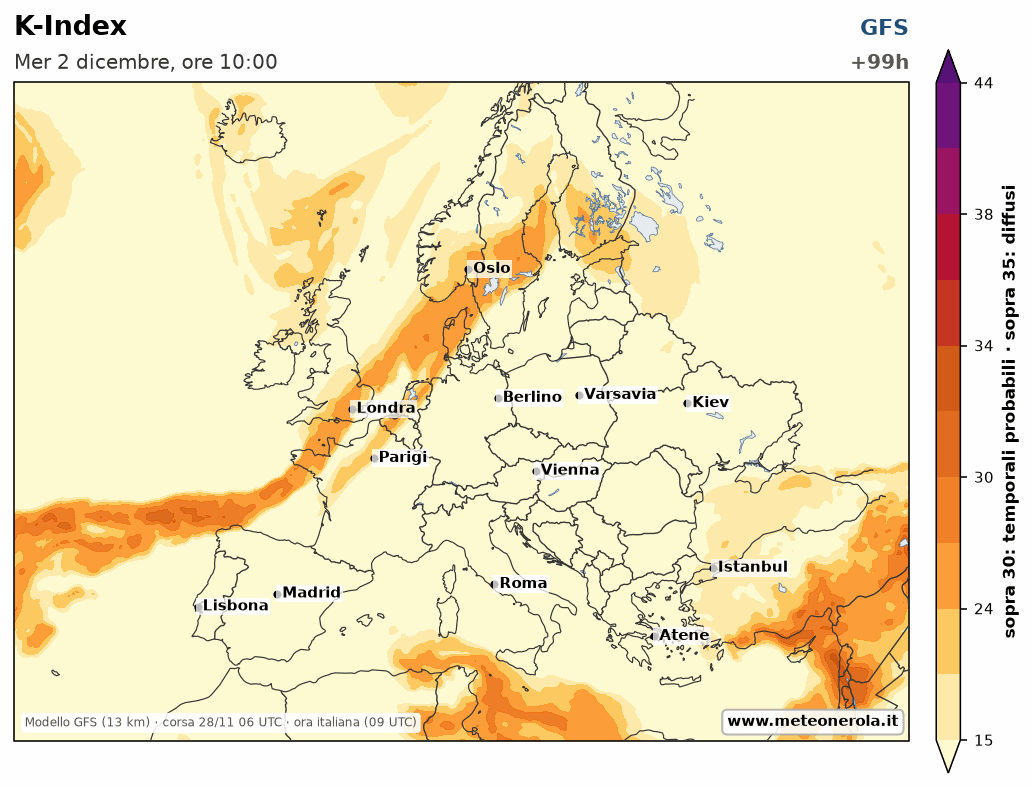 K-Index
GFS
Mer 2 dicembre, ore 10:00
+99h
44
38
34
30
24
15
sopra 30: temporali probabili · sopra 35: diffusi
Oslo
Londra
Berlino
Varsavia
Kiev
Parigi
Vienna
Istanbul
Roma
Madrid
Lisbona
Atene
Modello GFS (13 km) · corsa 28/11 06 UTC · ora italiana (09 UTC)
www.meteonerola.it